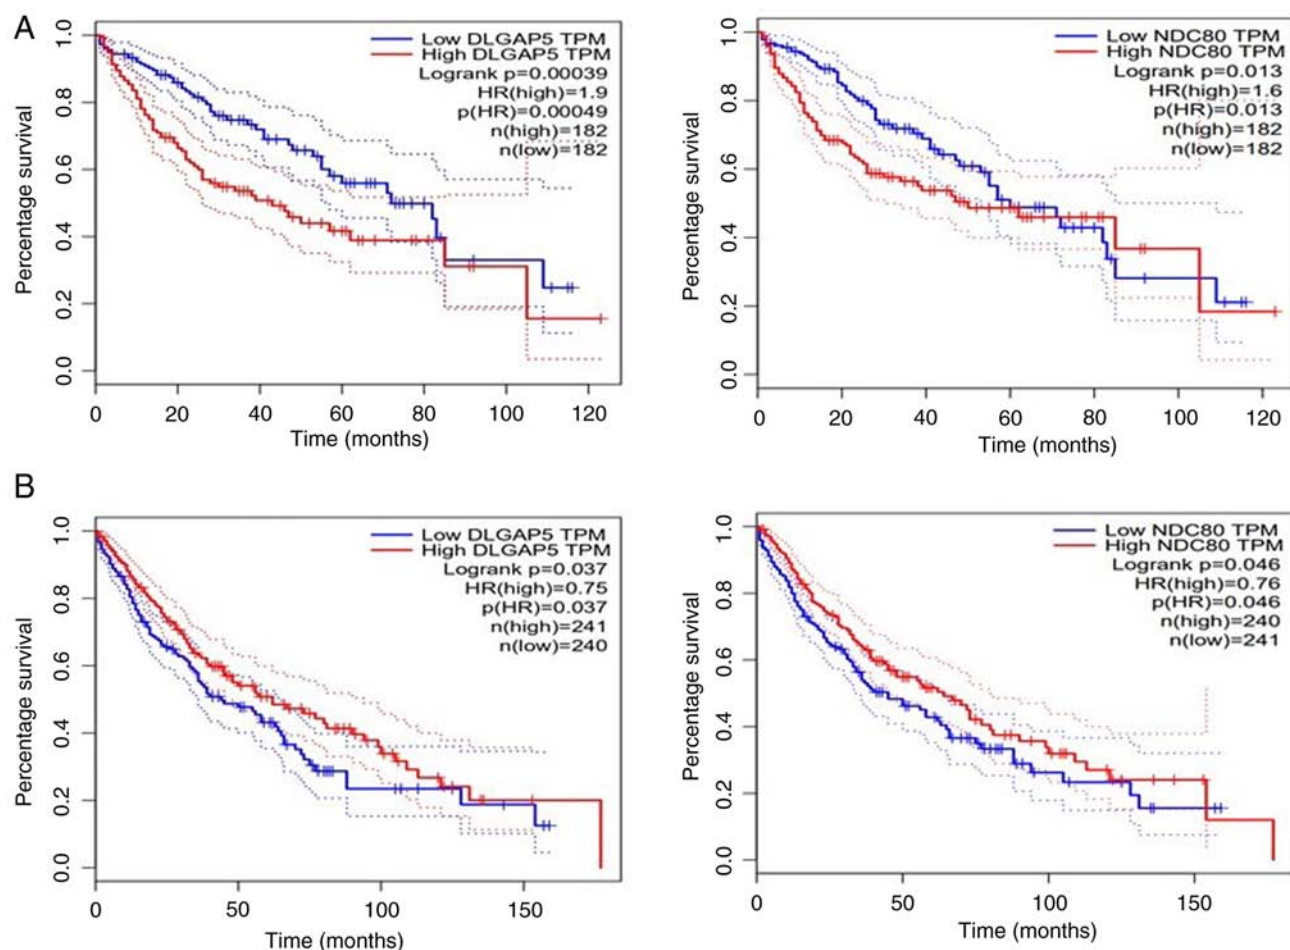 A
Low DLGAP5 TPM
High DLGAP5 TPM
Logrank p=0.00039
HR(high)=1.9
p(HR)=0.00049
n(high)=182
n(low)=182
Percentage survival
1.0
0.8
0.6
0.4
0.2
0.0
0 20 40 60 80 100 120
Time (months)
Low NDC80 TPM
High NDC80 TPM
Logrank p=0.013
HR(high)=1.6
p(HR)=0.013
n(high)=182
n(low)=182
Percentage survival
1.0
0.8
0.6
0.4
0.2
0.0
0 20 40 60 80 100 120
Time (months)
B
Low DLGAP5 TPM
High DLGAP5 TPM
Logrank p=0.037
HR(high)=0.75
p(HR)=0.037
n(high)=241
n(low)=240
Percentage survival
1.0
0.8
0.6
0.4
0.2
0.0
0 50 100 150
Time (months)
Low NDC80 TPM
High NDC80 TPM
Logrank p=0.046
HR(high)=0.76
p(HR)=0.046
n(high)=240
n(low)=241
Percentage survival
1.0
0.8
0.6
0.4
0.2
0.0
0 50 100 150
Time (months)